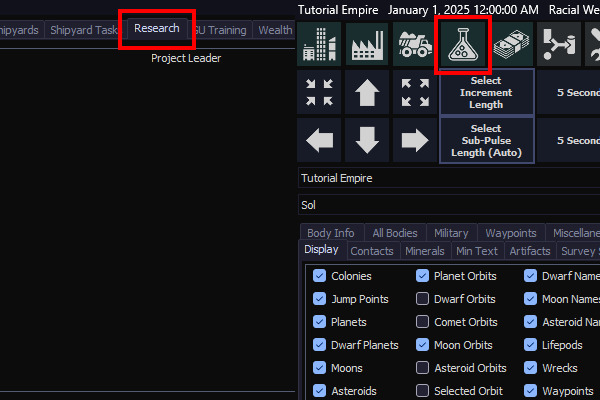 Tutorial Empire January 1, 2025 12:00:00 AM Racial We
hipyards Shipyard Task Research SU Training Wealth
Project Leader
Select
Increment
Length
5 Second
Select
Sub-Pulse
Length (Auto)
5 Second
Tutorial Empire
Sol
Body Info All Bodies Military Waypoints Miscellane
Display Contacts Minerals Min Text Artifacts Survey S
Colonies Planet Orbits Dwarf Name
Jump Points Dwarf Orbits Moon Names
Planets Comet Orbits Asteroid Na
Dwarf Planets Moon Orbits Lifepods
Moons Asteroid Orbits Wrecks
Asteroids Selected Orbit Waypoints